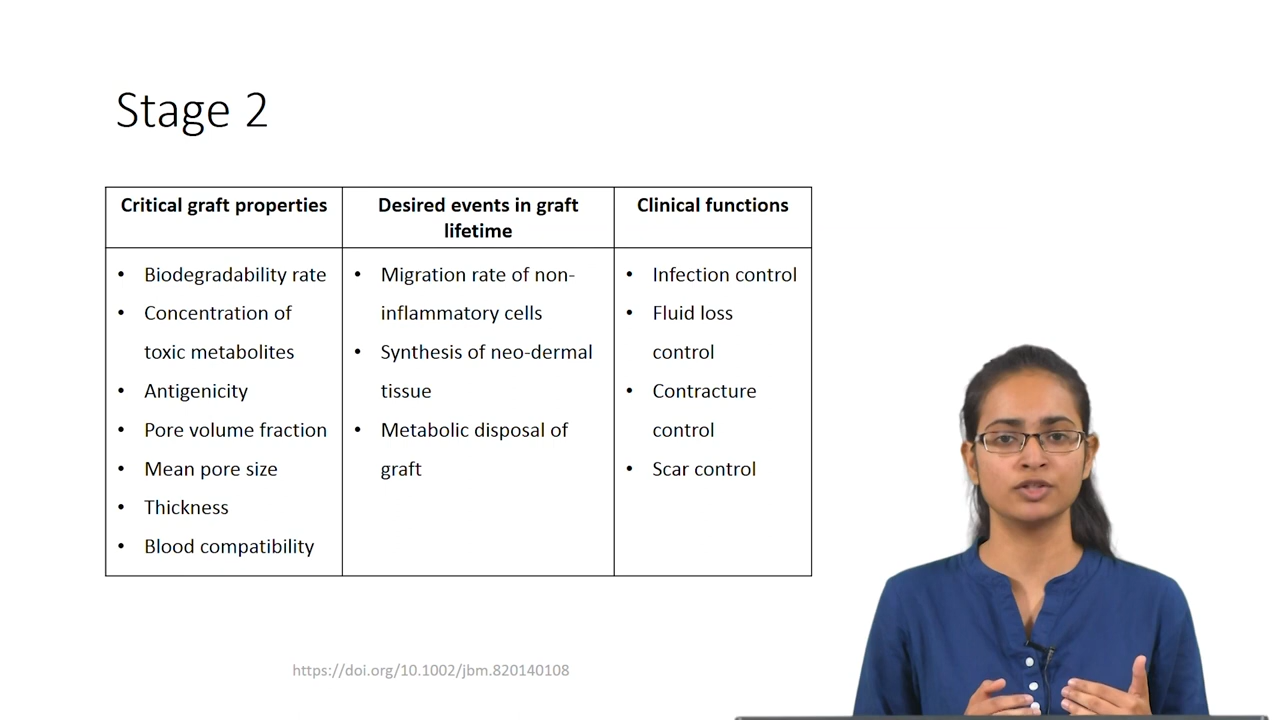 Stage 2
Critical graft properties
Desired events in graft
lifetime
Clinical functions
• Biodegradability rate
• Concentration of
toxic metabolites
• Antigenicity
• Pore volume fraction
• Mean pore size
• Thickness
• Blood compatibility
• Migration rate of non-
inflammatory cells
• Synthesis of neo-dermal
tissue
• Metabolic disposal of
graft
• Infection control
• Fluid loss
control
• Contracture
control
• Scar control
https://doi.org/10.1002/jbm.820140108